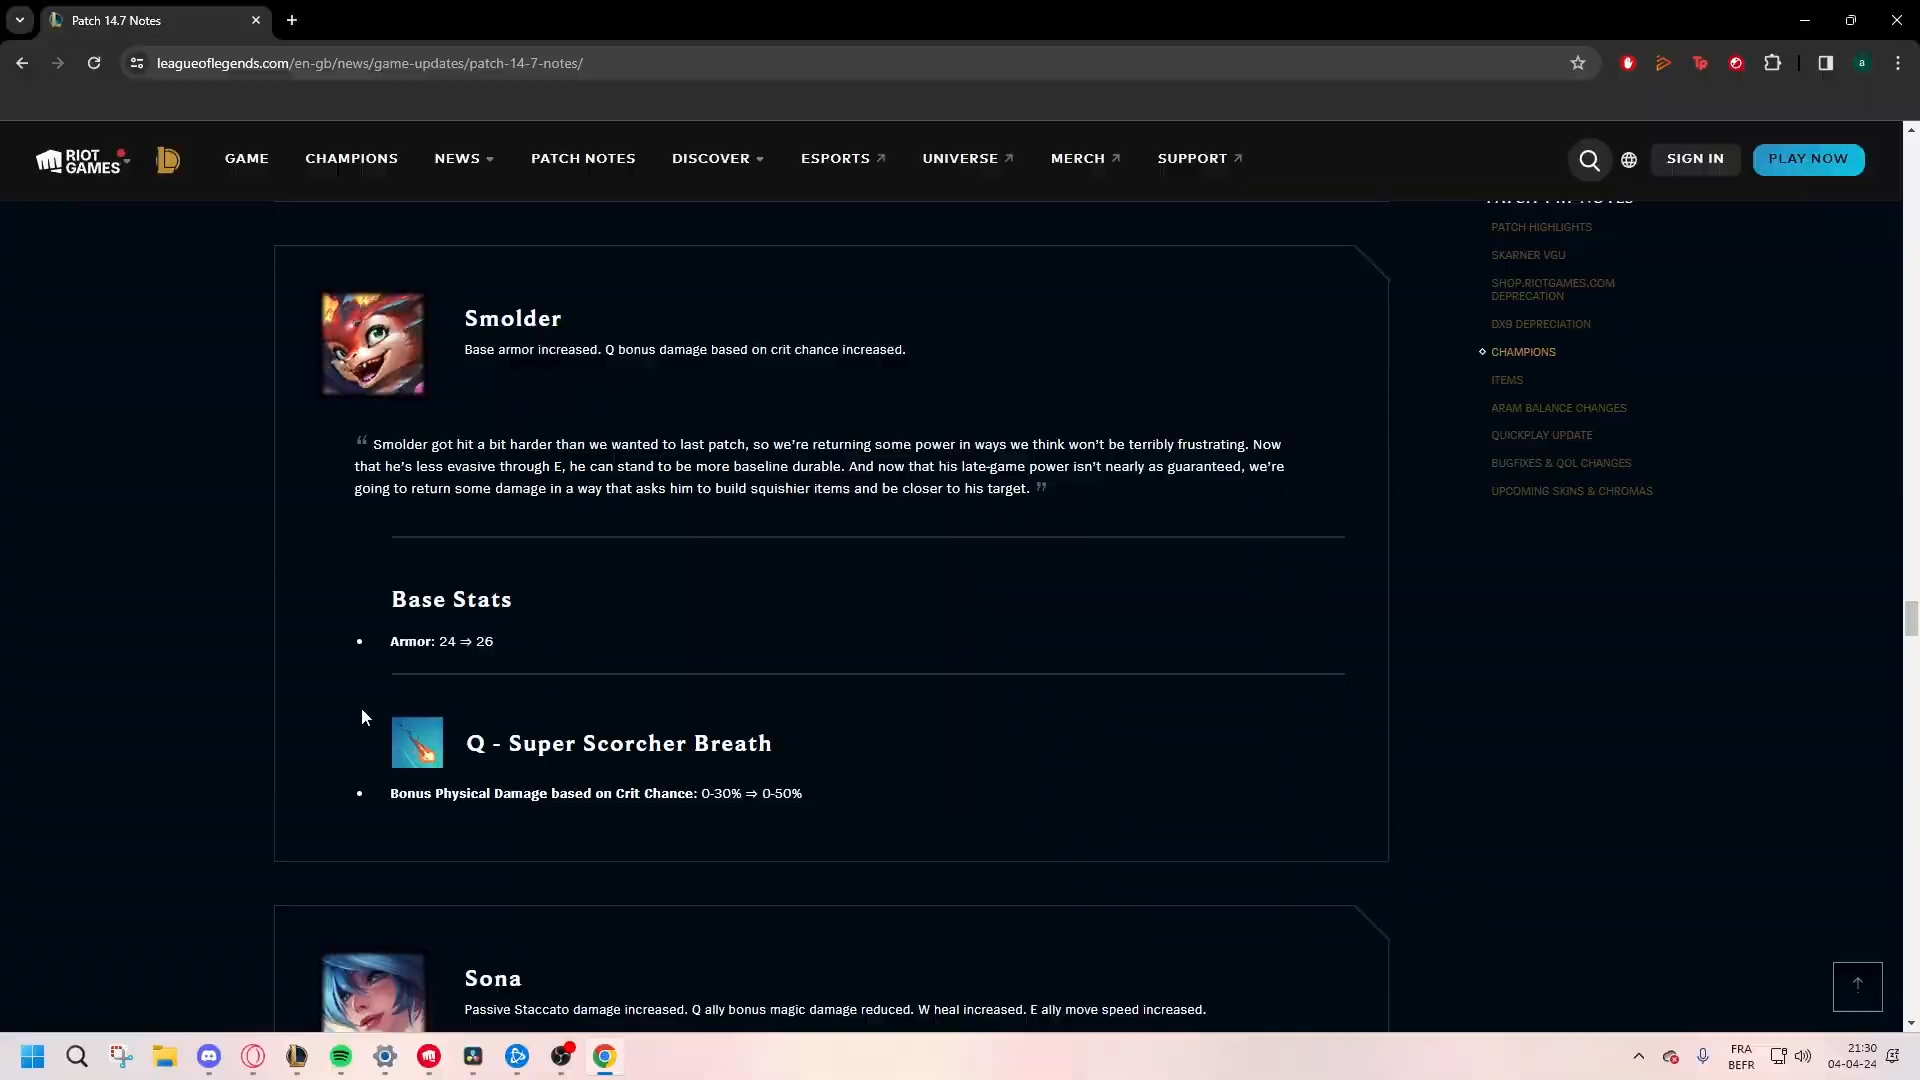 Patch 14.7 Notes
leagueoflegends.com/en-gb/news/game-updates/patch-14-7-notes/
Tp
a
RIOT GAMES
GAME
CHAMPIONS
NEWS
PATCH NOTES
DISCOVER
ESPORTS
UNIVERSE
MERCH
SUPPORT
SIGN IN
PLAY NOW
PATCH HIGHLIGHTS
SKARNER VGU
SHOP.RIOTGAMES.COM
DEPRECATION
DX9 DEPRECIATION
CHAMPIONS
ITEMS
ARAM BALANCE CHANGES
QUICKPLAY UPDATE
BUGFIXES & QOL CHANGES
UPCOMING SKINS & CHROMAS
Smolder
Base armor increased. Q bonus damage based on crit chance increased.
“ Smolder got hit a bit harder than we wanted to last patch, so we’re returning some power in ways we think won’t be terribly frustrating. Now
that he’s less evasive through E, he can stand to be more baseline durable. And now that his late-game power isn’t nearly as guaranteed, we’re
going to return some damage in a way that asks him to build squishier items and be closer to his target. ”
Base Stats
• Armor: 24 ⇒ 26
Q - Super Scorcher Breath
• Bonus Physical Damage based on Crit Chance: 0-30% ⇒ 0-50%
Sona
Passive Staccato damage increased. Q ally bonus magic damage reduced. W heal increased. E ally move speed increased.
FRA
BEFR
21:30
04-04-24